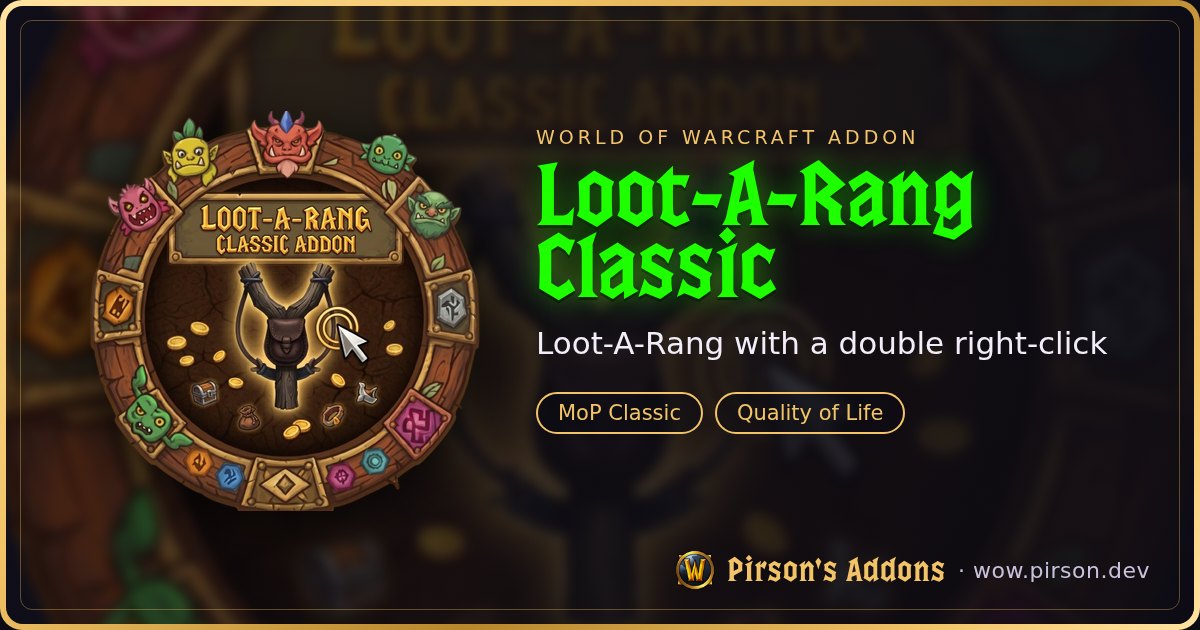 LOOT-A-RANG
CLASSIC ADDON
WORLD OF WARCRAFT ADDON
Loot-A-Rang
Classic
Loot-A-Rang with a double right-click
MoP Classic
Quality of Life
W Pirson's Addons · wow.pirson.dev